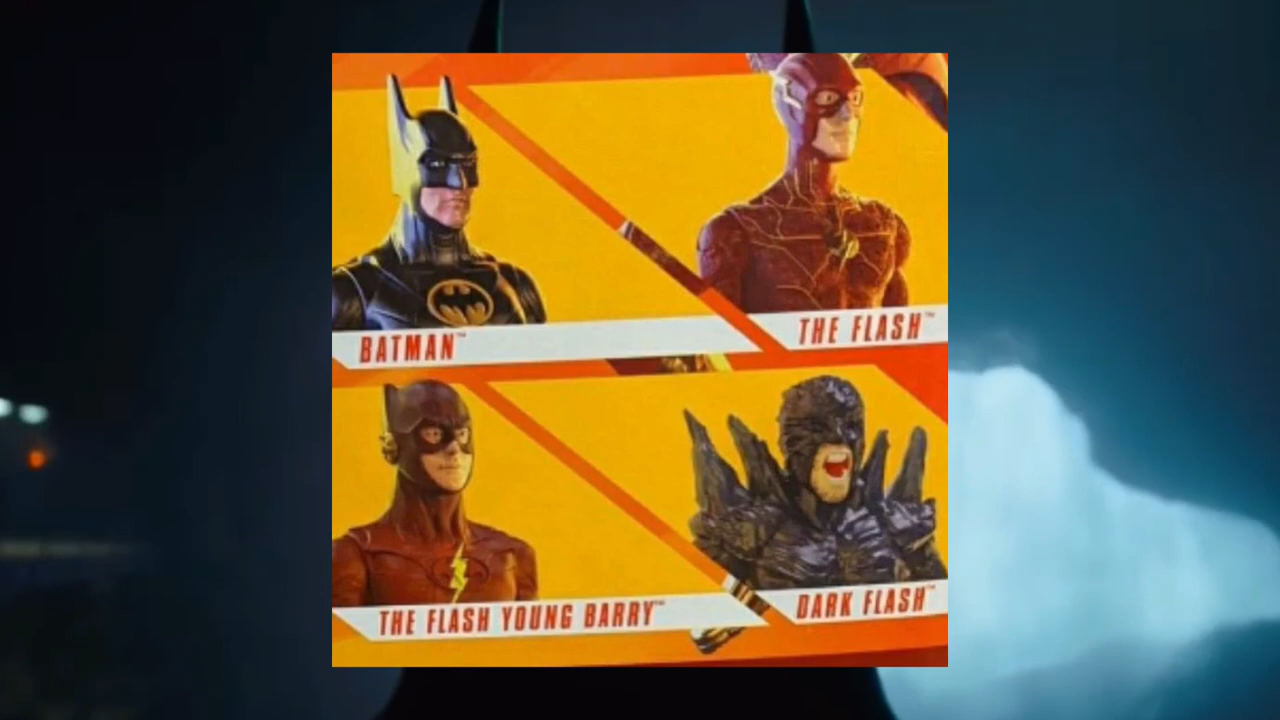 BATMAN™
THE FLASH™
THE FLASH YOUNG BARRY™
DARK FLASH™